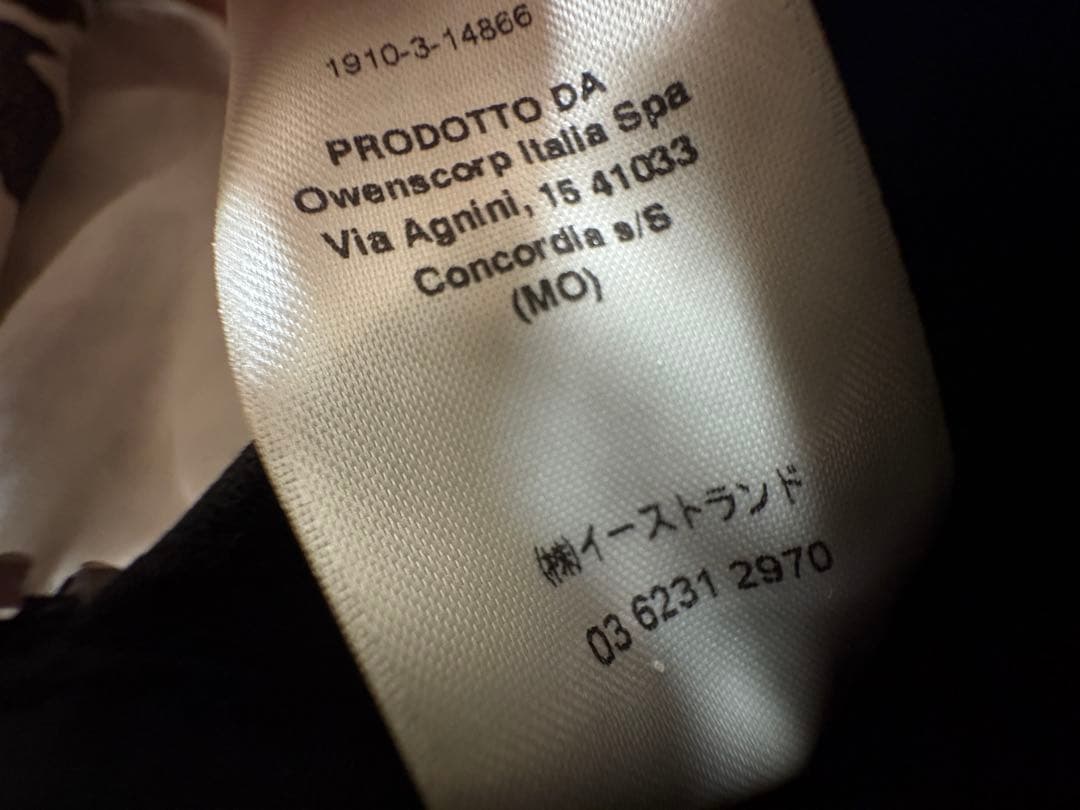 1910-3-14866
PRODOTTO DA
Owenscorp Italia Spa
Via Agnini, 15 41033
Concordia s/S
(MO)
㈱イーストランド
03 6231 2970